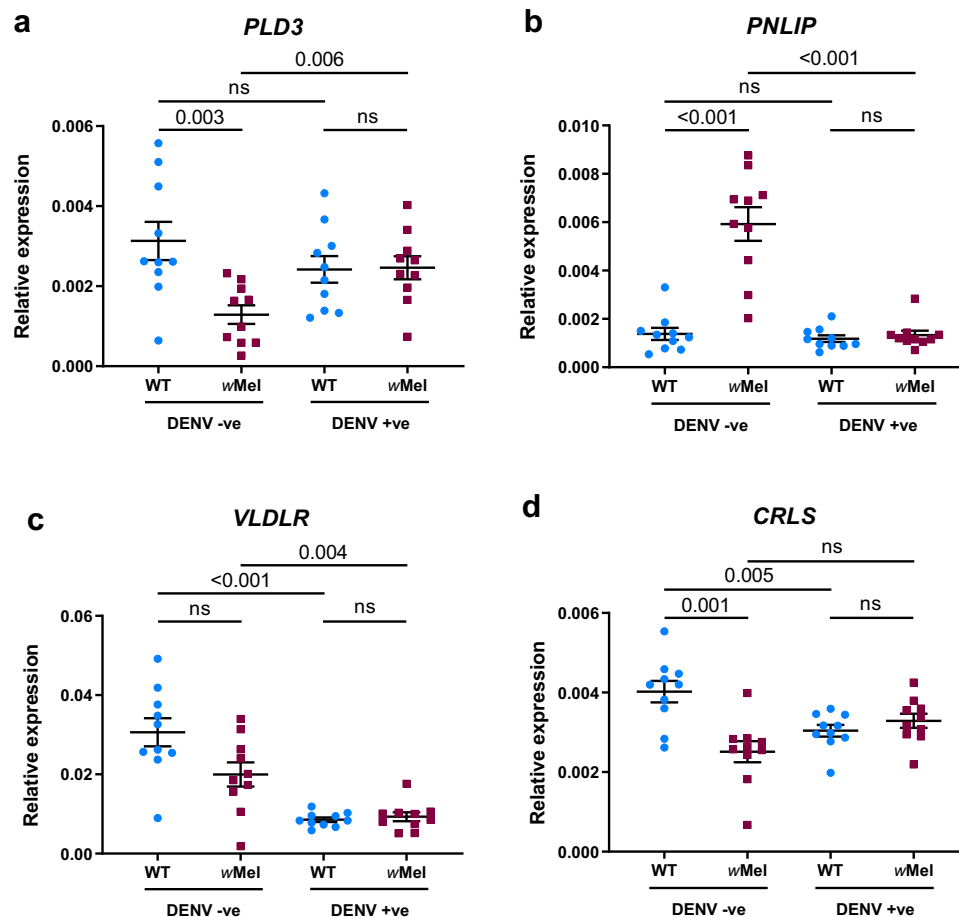 a
PLD3
0.006
ns
0.003
ns
0.006
0.004
0.002
0.000
Relative expression
WT
wMel
WT
wMel
DENV -ve
DENV +ve
b
PNLIP
<0.001
ns
<0.001
ns
0.010
0.008
0.006
0.004
0.002
0.000
Relative expression
WT
wMel
WT
wMel
DENV -ve
DENV +ve
c
VLDLR
0.004
<0.001
ns
ns
0.06
0.04
0.02
0.00
Relative expression
WT
wMel
WT
wMel
DENV -ve
DENV +ve
d
CRLS
ns
0.005
0.001
ns
0.006
0.004
0.002
0.000
Relative expression
WT
wMel
WT
wMel
DENV -ve
DENV +ve